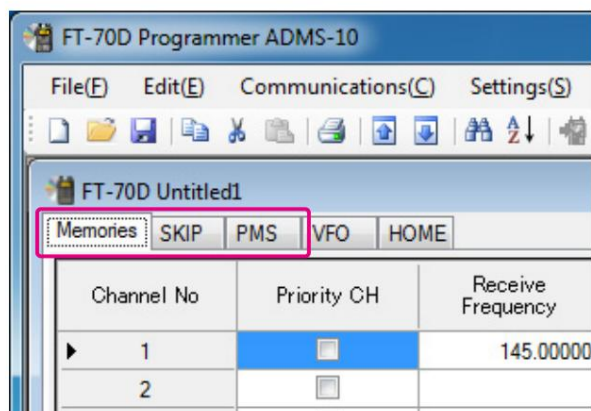 FT-70D Programmer ADMS-10
File(F) Edit(E) Communications(C) Settings(S)
FT-70D Untitled1
Memories SKIP PMS VFO HOME
Channel No Priority CH Receive Frequency
1 145.00000
2